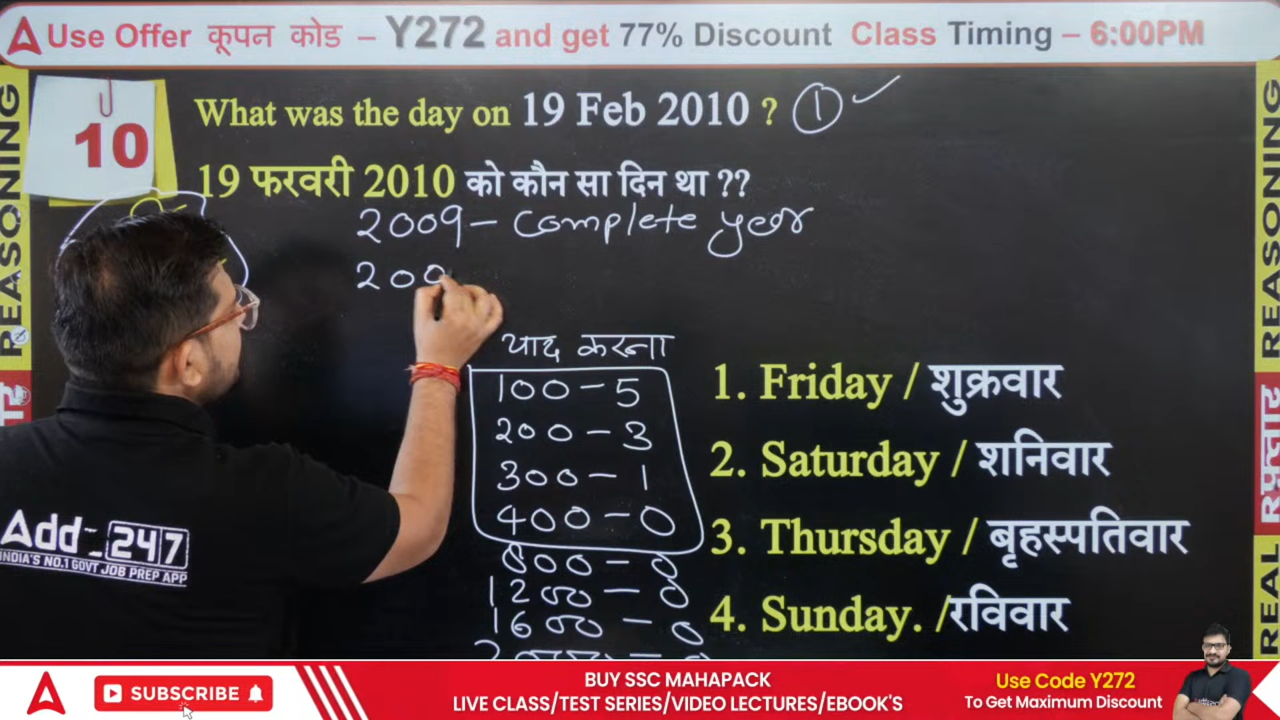 Use Offer कूपन कोड – Y272 and get 77% Discount Class Timing – 6:00PM
REASONING
REASONING
10
What was the day on 19 Feb 2010 ? 1
19 फरवरी 2010 को कौन सा दिन था ??
2009 – Complete year
200
याद करना
100 – 5
200 – 3
300 – 1
400 – 0
800 – 0
1200 – 0
1600 – 0
1. Friday / शुक्रवार
2. Saturday / शनिवार
3. Thursday / बृहस्पतिवार
4. Sunday. /रविवार
Add 247
INDIA'S NO.1 GOVT JOB PREP APP
REAL
SUBSCRIBE
BUY SSC MAHAPACK
LIVE CLASS/TEST SERIES/VIDEO LECTURES/EBOOK'S
Use Code Y272
To Get Maximum Discount